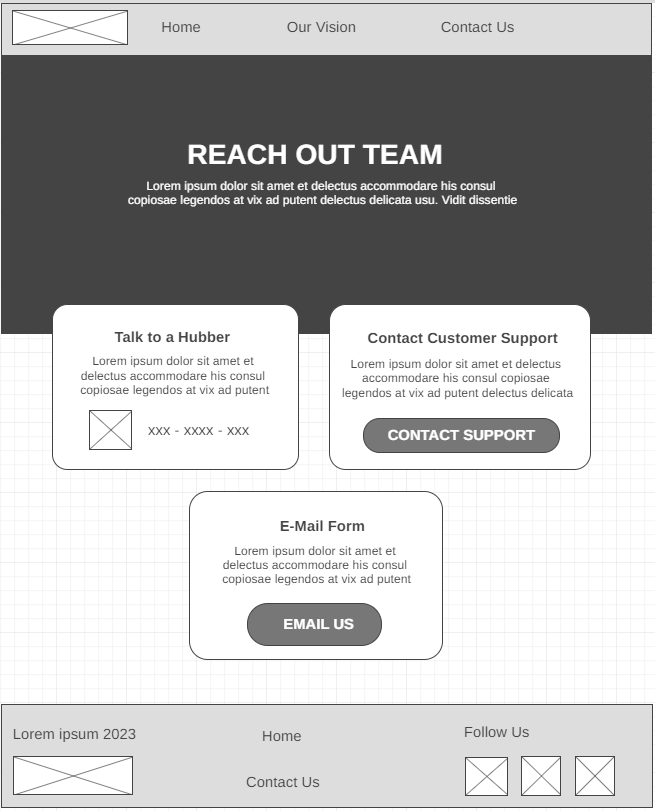 Home
Our Vision
Contact Us
REACH OUT TEAM
Lorem ipsum dolor sit amet et delectus accommodare his consul
copiosae legendos at vix ad putent delectus delicata usu. Vidit dissentie
Talk to a Hubber
Lorem ipsum dolor sit amet et
delectus accommodare his consul
copiosae legendos at vix ad putent
xxx - xxxx - xxx
Contact Customer Support
Lorem ipsum dolor sit amet et delectus
accommodare his consul copiosae
legendos at vix ad putent delectus delicata
CONTACT SUPPORT
E-Mail Form
Lorem ipsum dolor sit amet et
delectus accommodare his consul
copiosae legendos at vix ad putent
EMAIL US
Lorem ipsum 2023
Home
Contact Us
Follow Us